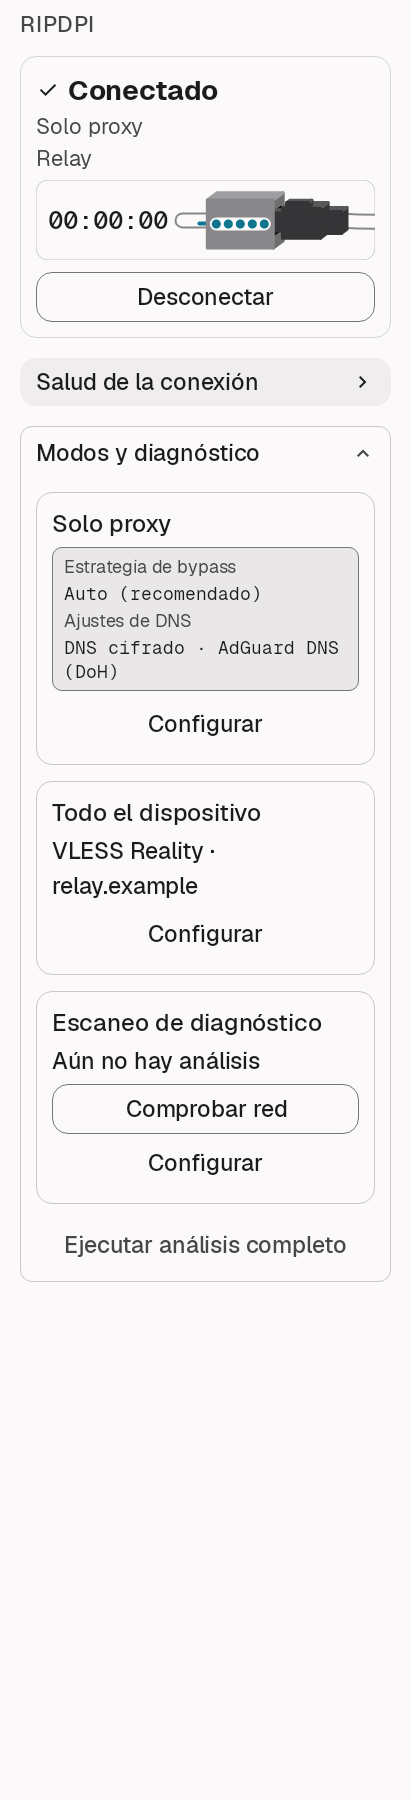 RIPDPI
Conectado
Solo proxy
Relay
00:00:00
Desconectar
Salud de la conexión
Modos y diagnóstico
Solo proxy
Estrategia de bypass
Auto (recomendado)
Ajustes de DNS
DNS cifrado · AdGuard DNS
(DoH)
Configurar
Todo el dispositivo
VLESS Reality ·
relay.example
Configurar
Escaneo de diagnóstico
Aún no hay análisis
Comprobar red
Configurar
Ejecutar análisis completo